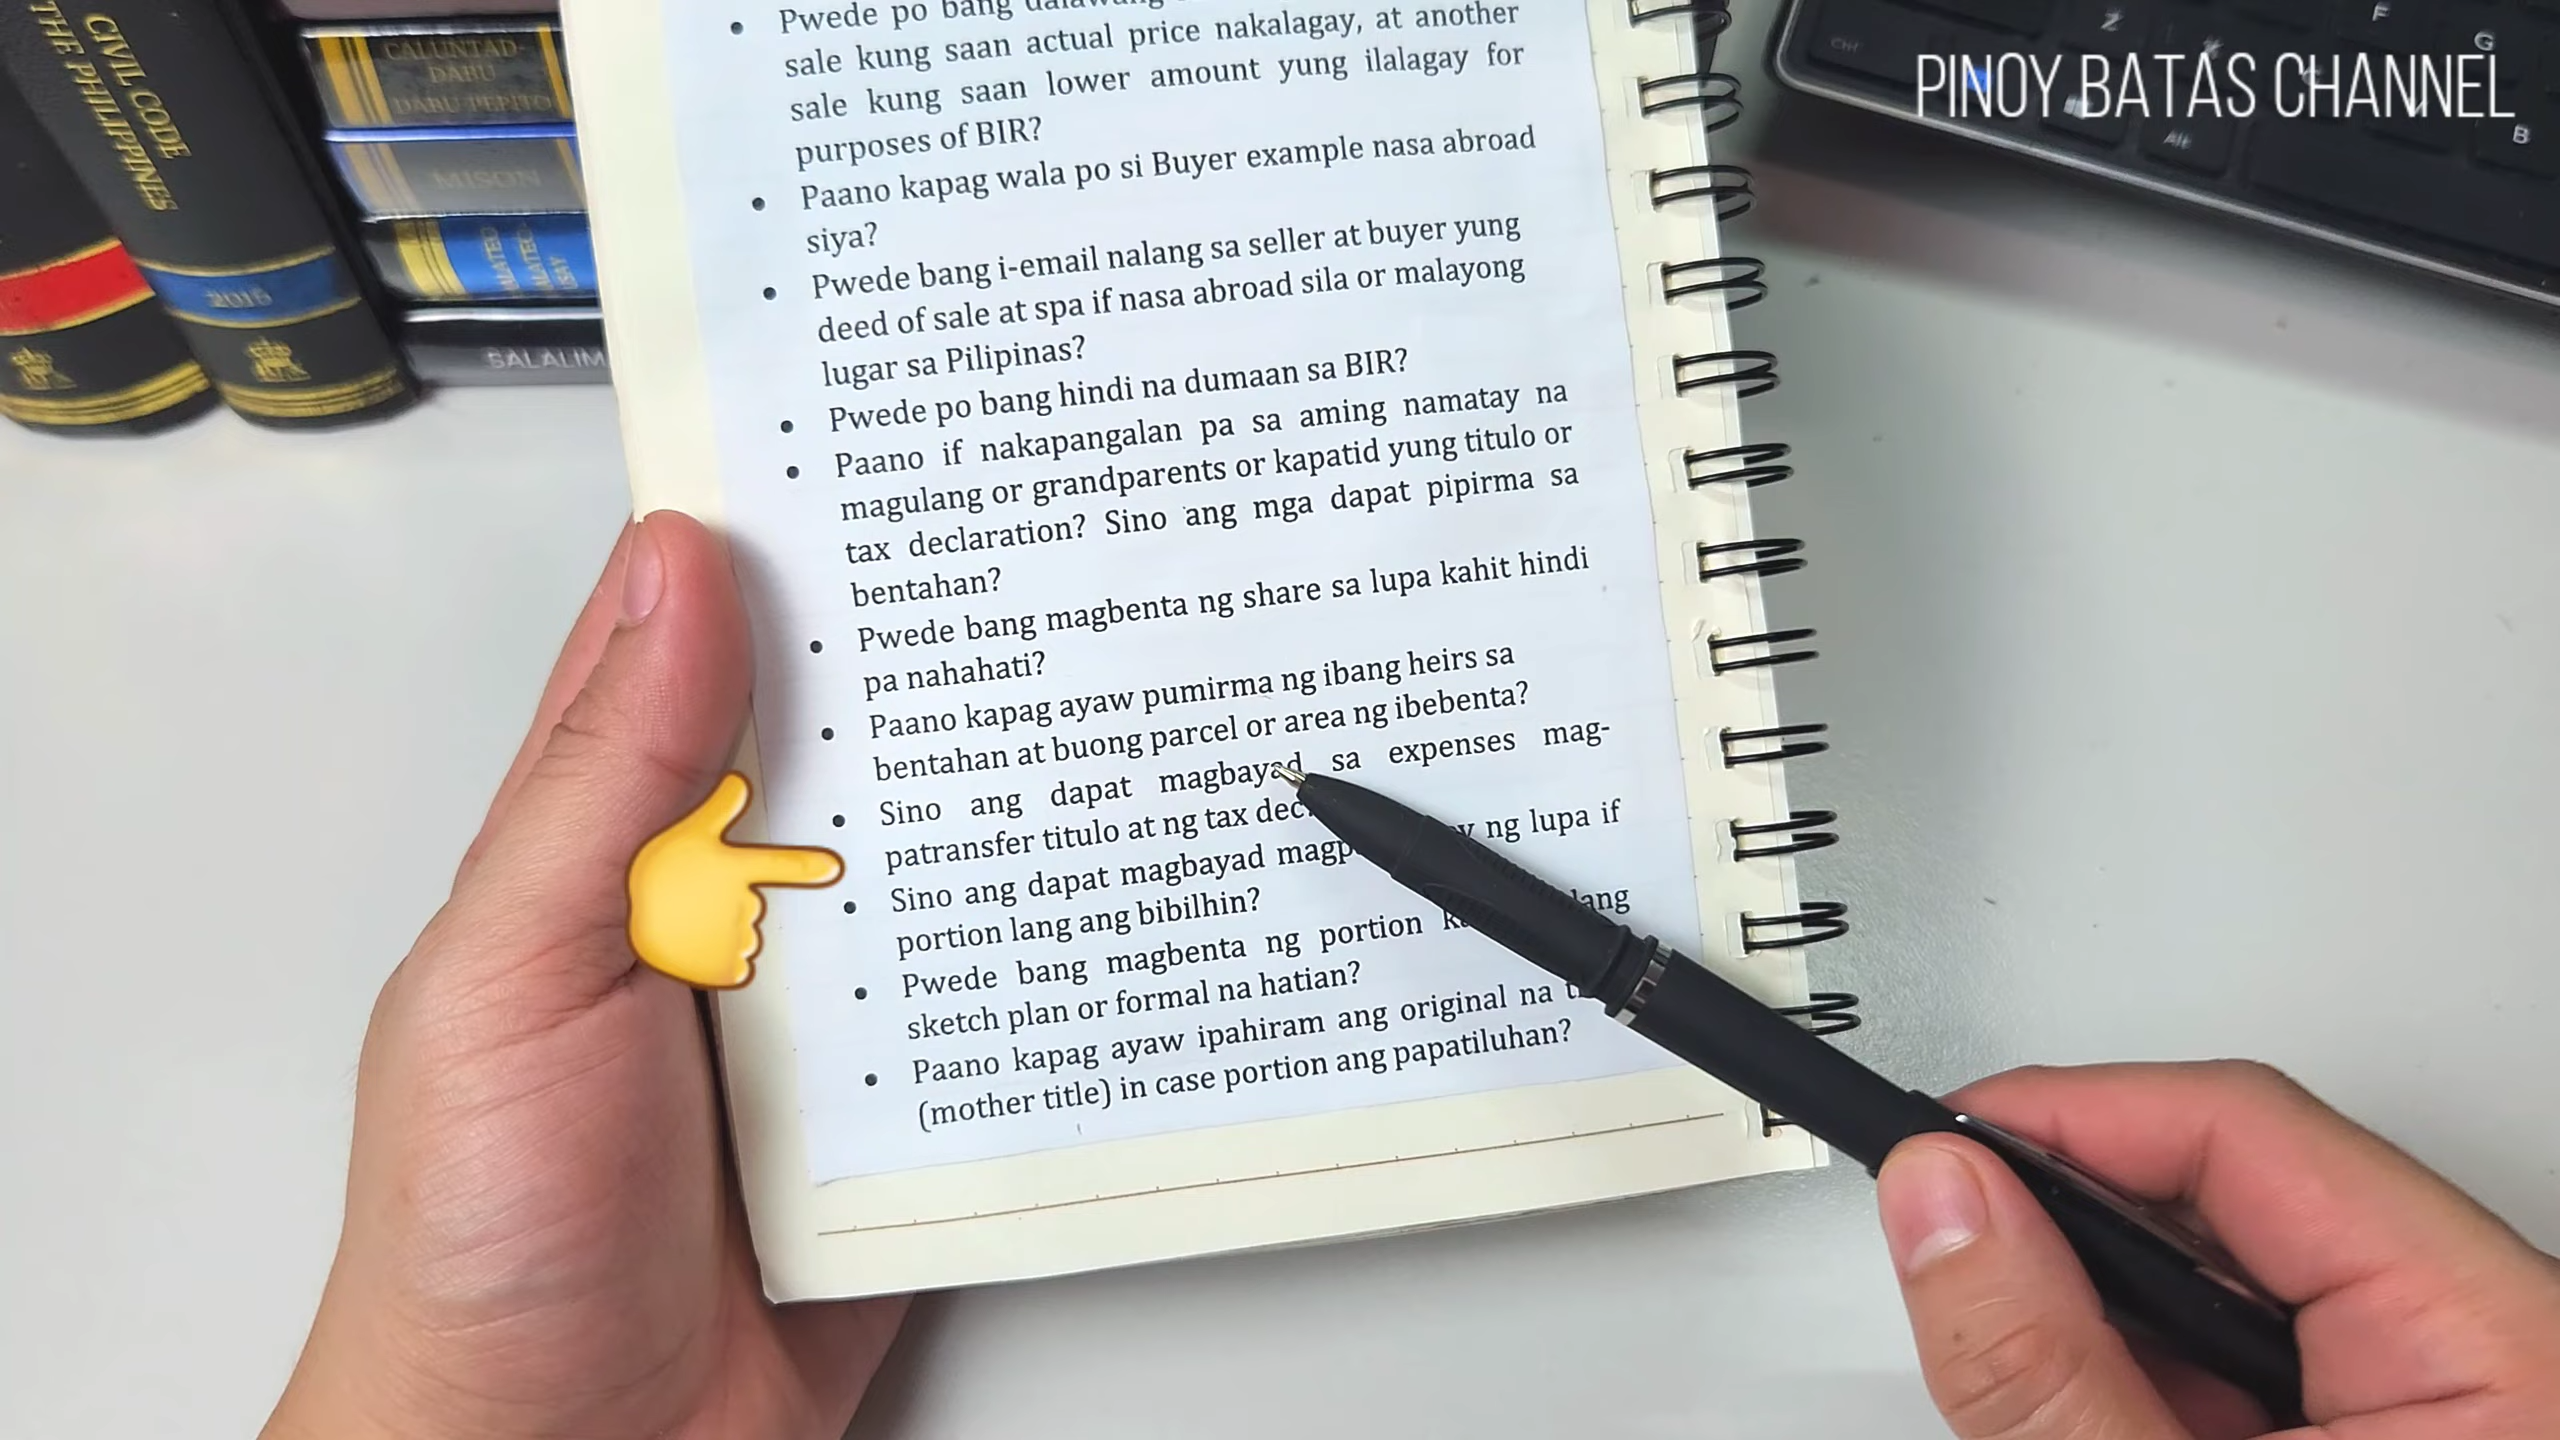 PINOY BATAS CHANNEL
CIVIL CODE
THE PHILIPPINES
2016
CALUNTAD-
DABU
DABU PEPITO
MISON
SALALIM
Pwede po bang
sale kung saan actual price nakalagay, at another
sale kung saan lower amount yung ilalagay for
purposes of BIR?
Paano kapag wala po si Buyer example nasa abroad
siya?
Pwede bang i-email nalang sa seller at buyer yung
deed of sale at spa if nasa abroad sila or malayong
lugar sa Pilipinas?
Pwede po bang hindi na dumaan sa BIR?
Paano if nakapangalan pa sa aming namatay na
magulang or grandparents or kapatid yung titulo or
tax declaration? Sino ang mga dapat pipirma sa
bentahan?
Pwede bang magbenta ng share sa lupa kahit hindi
pa nahahati?
Paano kapag ayaw pumirma ng ibang heirs sa
bentahan at buong parcel or area ng ibebenta?
Sino ang dapat magbayad sa expenses mag-
patransfer titulo at ng tax
Sino ang dapat magbayad ng lupa if
portion lang ang bibilhin?
Pwede bang magbenta ng portion
sketch plan or formal na hatian?
Paano kapag ayaw ipahiram ang original na
(mother title) in case portion ang papatiluhan?
Z
F
G
B
Alt
Ctrl